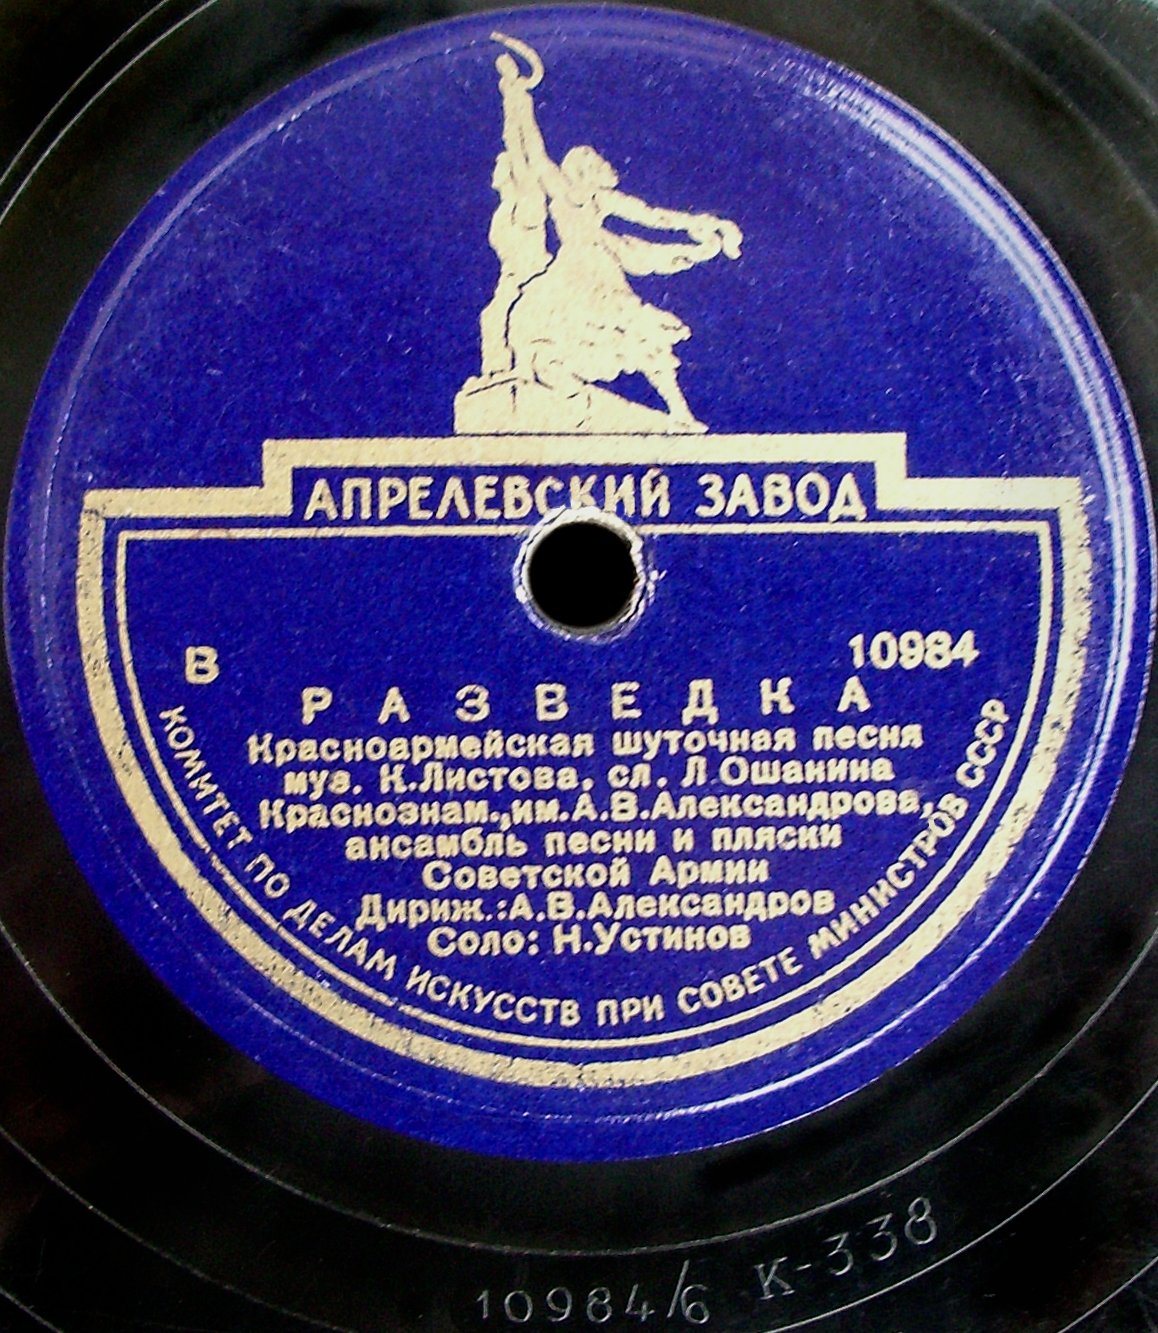 АПРЕЛЕВСКИЙ ЗАВОД
В 10984
РАЗВЕДКА
Красноармейская шуточная песня
муз. К.Листова, сл. Л.Ошанина
Краснознам., им.А.В.Александрова,
ансамбль песни и пляски
Советской Армии
Дириж.:А.В.Александров
Соло: Н.Устинов
КОМИТЕТ ПО ДЕЛАМ ИСКУССТВ ПРИ СОВЕТЕ МИНИСТРОВ СССР
10984/6 К-338